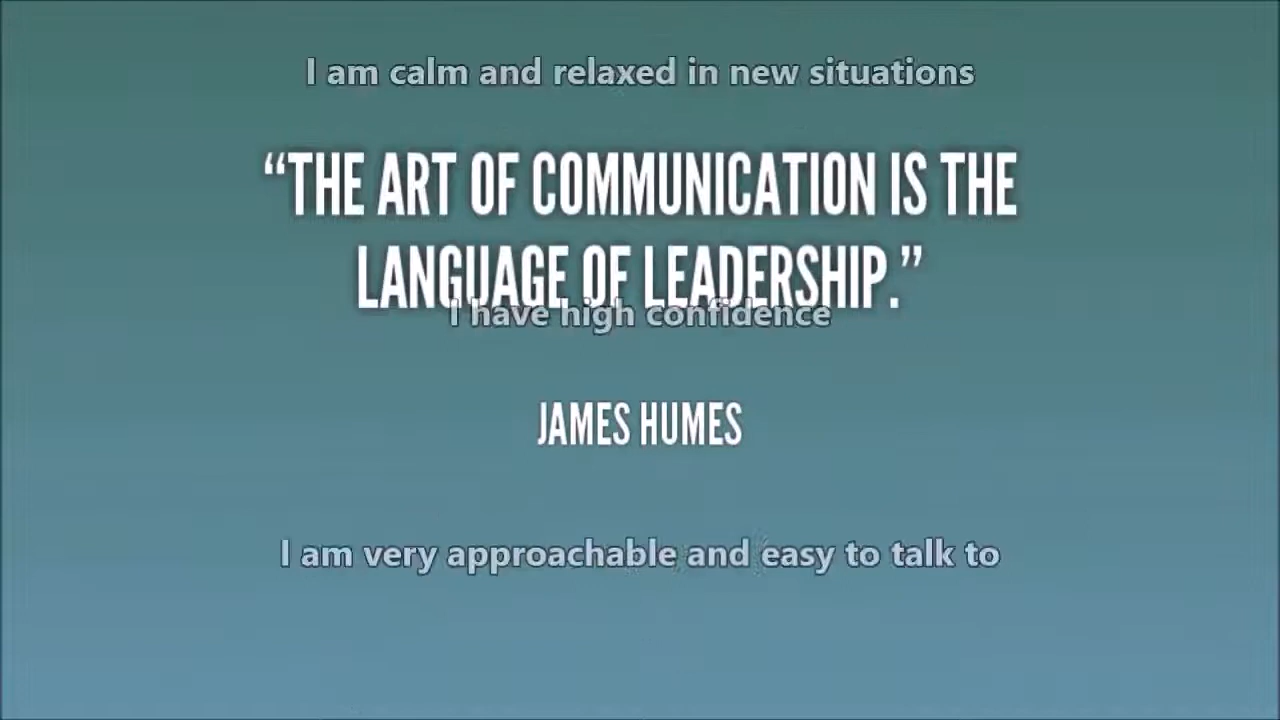 I am calm and relaxed in new situations
“THE ART OF COMMUNICATION IS THE
LANGUAGE OF LEADERSHIP.”
I have high confidence
JAMES HUMES
I am very approachable and easy to talk to